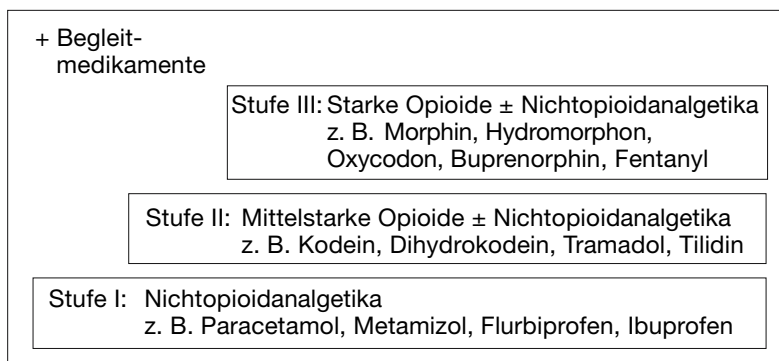 + Begleit-
medikamente
Stufe III: Starke Opioide ± Nichtopioidanalgetika
z. B. Morphin, Hydromorphon,
Oxycodon, Buprenorphin, Fentanyl
Stufe II: Mittelstarke Opioide ± Nichtopioidanalgetika
z. B. Kodein, Dihydrokodein, Tramadol, Tilidin
Stufe I: Nichtopioidanalgetika
z. B. Paracetamol, Metamizol, Flurbiprofen, Ibuprofen